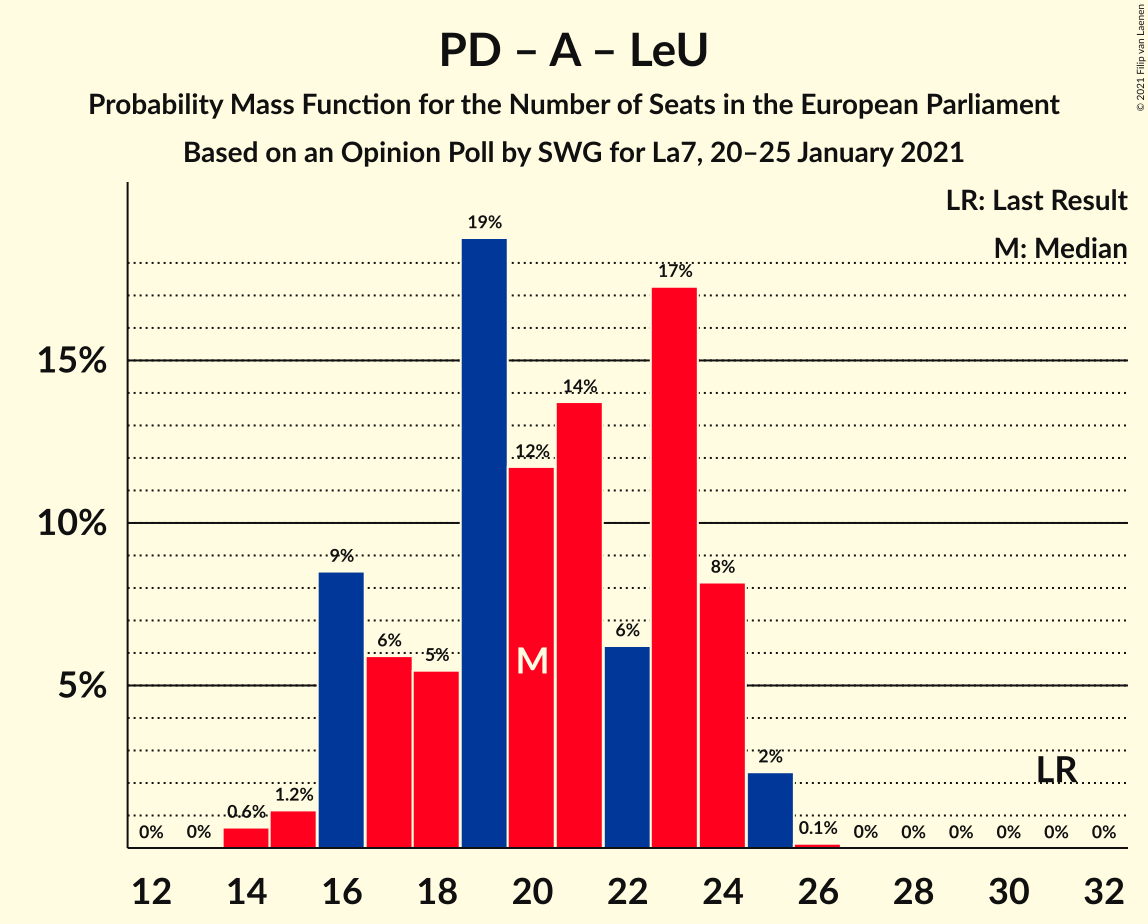 PD – A – LeU
Probability Mass Function for the Number of Seats in the European Parliament
Based on an Opinion Poll by SWG for La7, 20–25 January 2021
© 2021 Filip van Laenen
LR: Last Result
M: Median
15%
10%
5%
0% 0% 0.6% 1.2% 9% 6% 5% 19% 12% 14% 6% 17% 8% 2% 0.1% 0% 0% 0% 0% 0% 0%
M
LR
12 14 16 18 20 22 24 26 28 30 32